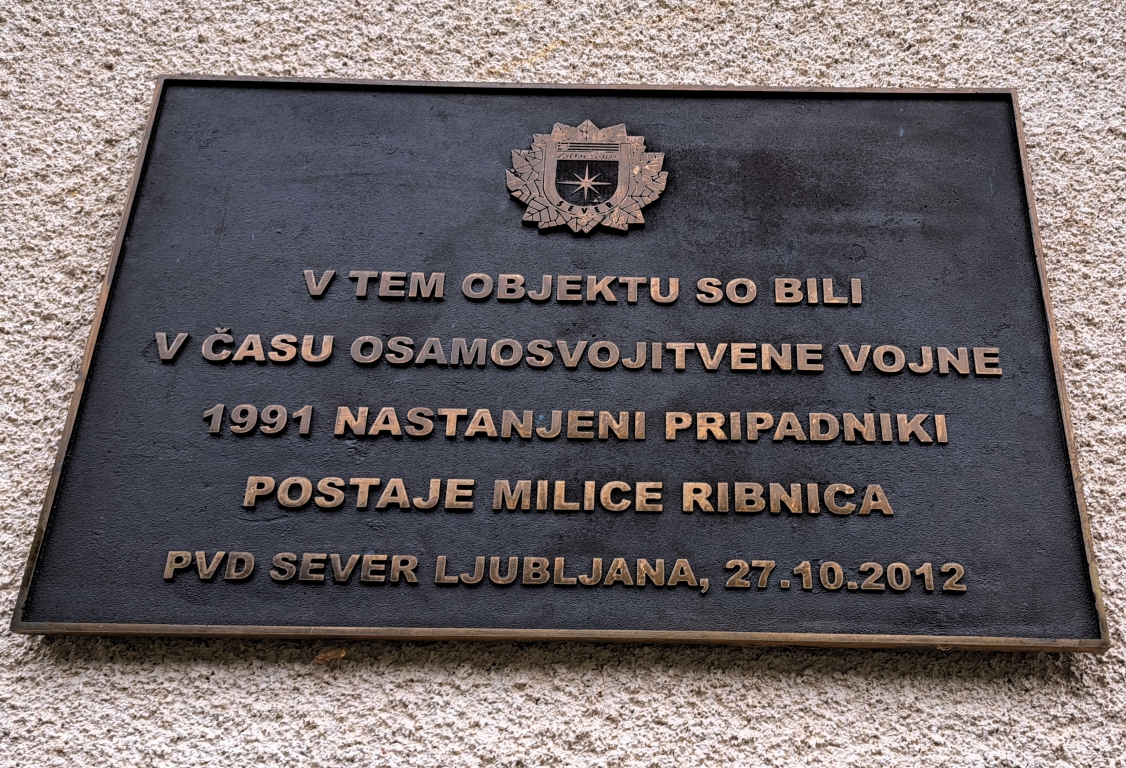 SEVER
V TEM OBJEKTU SO BILI
V ČASU OSAMOSVOJITVENE VOJNE
1991 NASTANJENI PRIPADNIKI
POSTAJE MILICE RIBNICA
PVD SEVER LJUBLJANA, 27.10.2012